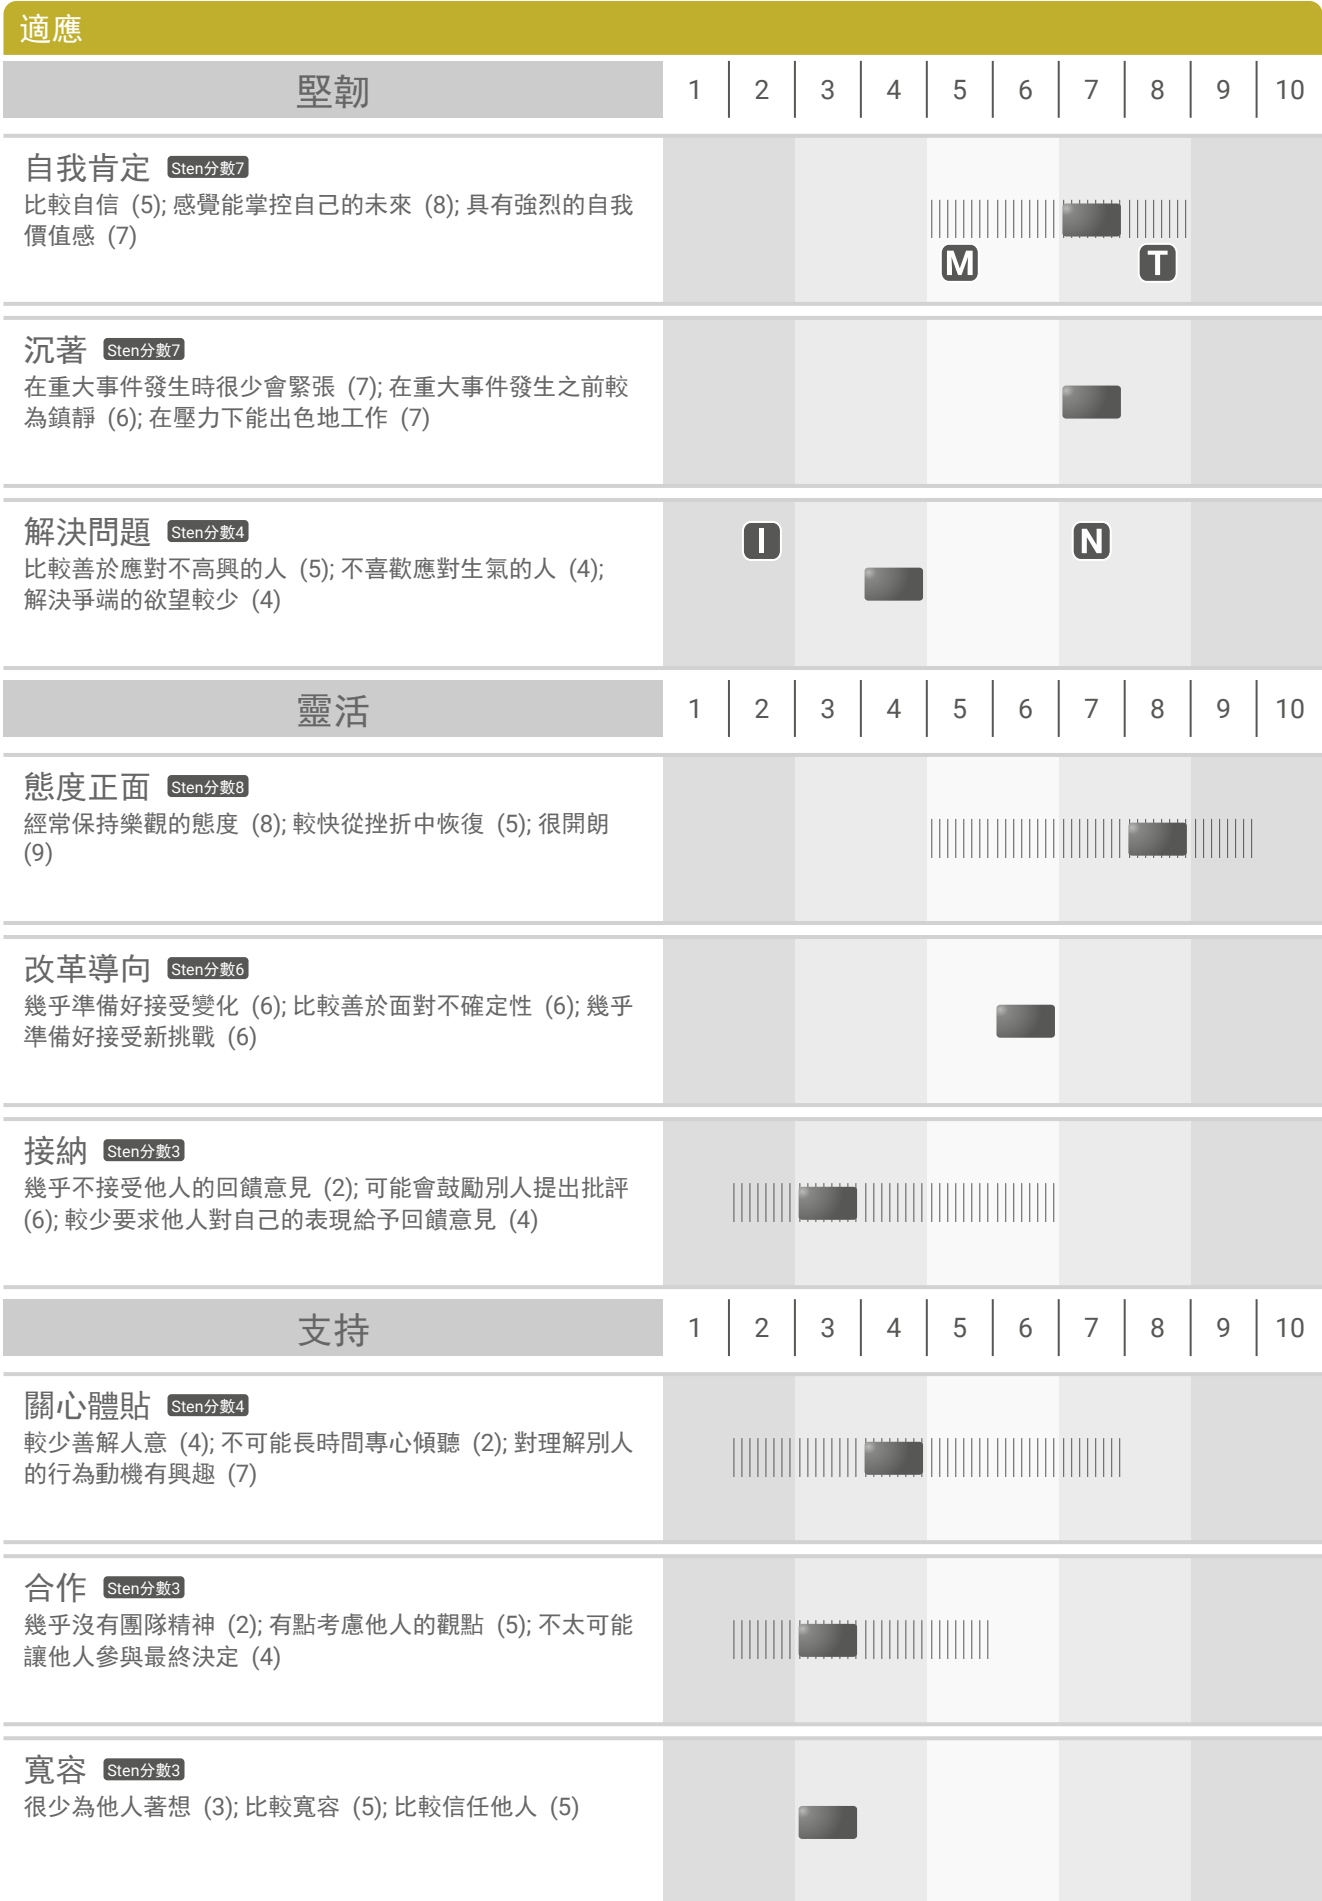 適應
堅韌 1 2 3 4 5 6 7 8 9 10
自我肯定 Sten分數7
比較自信 (5); 感覺能掌控自己的未來 (8); 具有強烈的自我
價值感 (7)
M T
沉著 Sten分數7
在重大事件發生時很少會緊張 (7); 在重大事件發生之前較
為鎮靜 (6); 在壓力下能出色地工作 (7)
解決問題 Sten分數4
I N
比較善於應對不高興的人 (5); 不喜歡應對生氣的人 (4);
解決爭端的欲望較少 (4)
靈活 1 2 3 4 5 6 7 8 9 10
態度正面 Sten分數8
經常保持樂觀的態度 (8); 較快從挫折中恢復 (5); 很開朗
(9)
改革導向 Sten分數6
幾乎準備好接受變化 (6); 比較善於面對不確定性 (6); 幾乎
準備好接受新挑戰 (6)
接納 Sten分數3
幾乎不接受他人的回饋意見 (2); 可能會鼓勵別人提出批評
(6); 較少要求他人對自己的表現給予回饋意見 (4)
支持 1 2 3 4 5 6 7 8 9 10
關心體貼 Sten分數4
較少善解人意 (4); 不可能長時間專心傾聽 (2); 對理解別人
的行為動機有興趣 (7)
合作 Sten分數3
幾乎沒有團隊精神 (2); 有點考慮他人的觀點 (5); 不太可能
讓他人參與最終決定 (4)
寬容 Sten分數3
很少為他人著想 (3); 比較寬容 (5); 比較信任他人 (5)